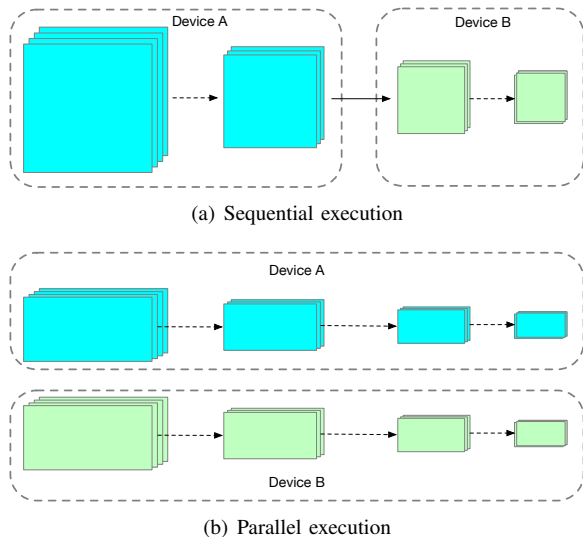 Device A
Device B
(a) Sequential execution
Device A
Device B
(b) Parallel execution